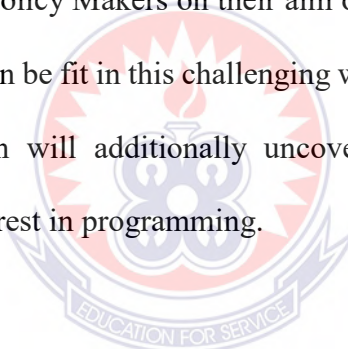 olicy Makers on their aim o
n be fit in this challenging w
n will additionally uncove
rest in programming.
EDUCATION FOR SERVICE